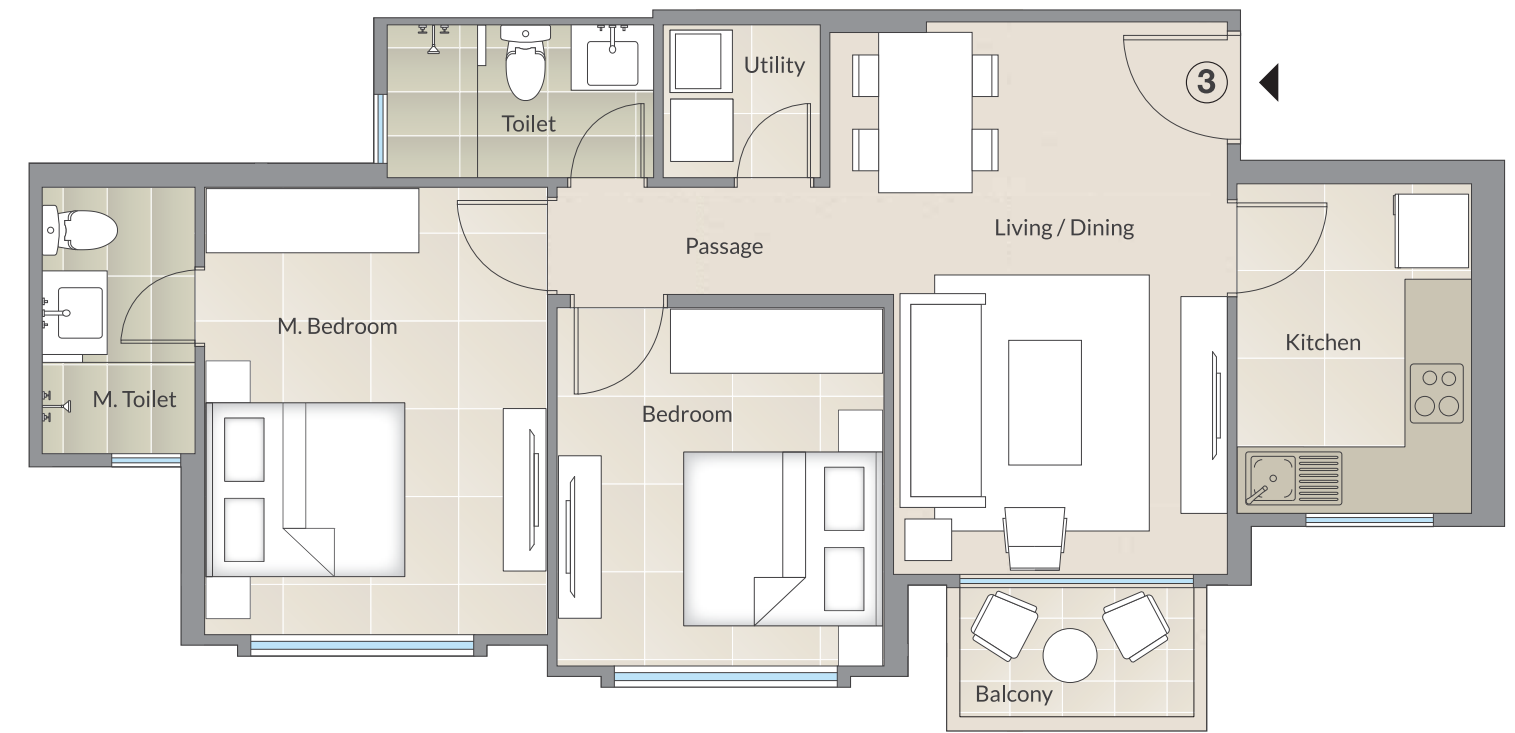 Utility
3
Toilet
Living / Dining
Passage
M. Bedroom
Kitchen
M. Toilet
Bedroom
Balcony